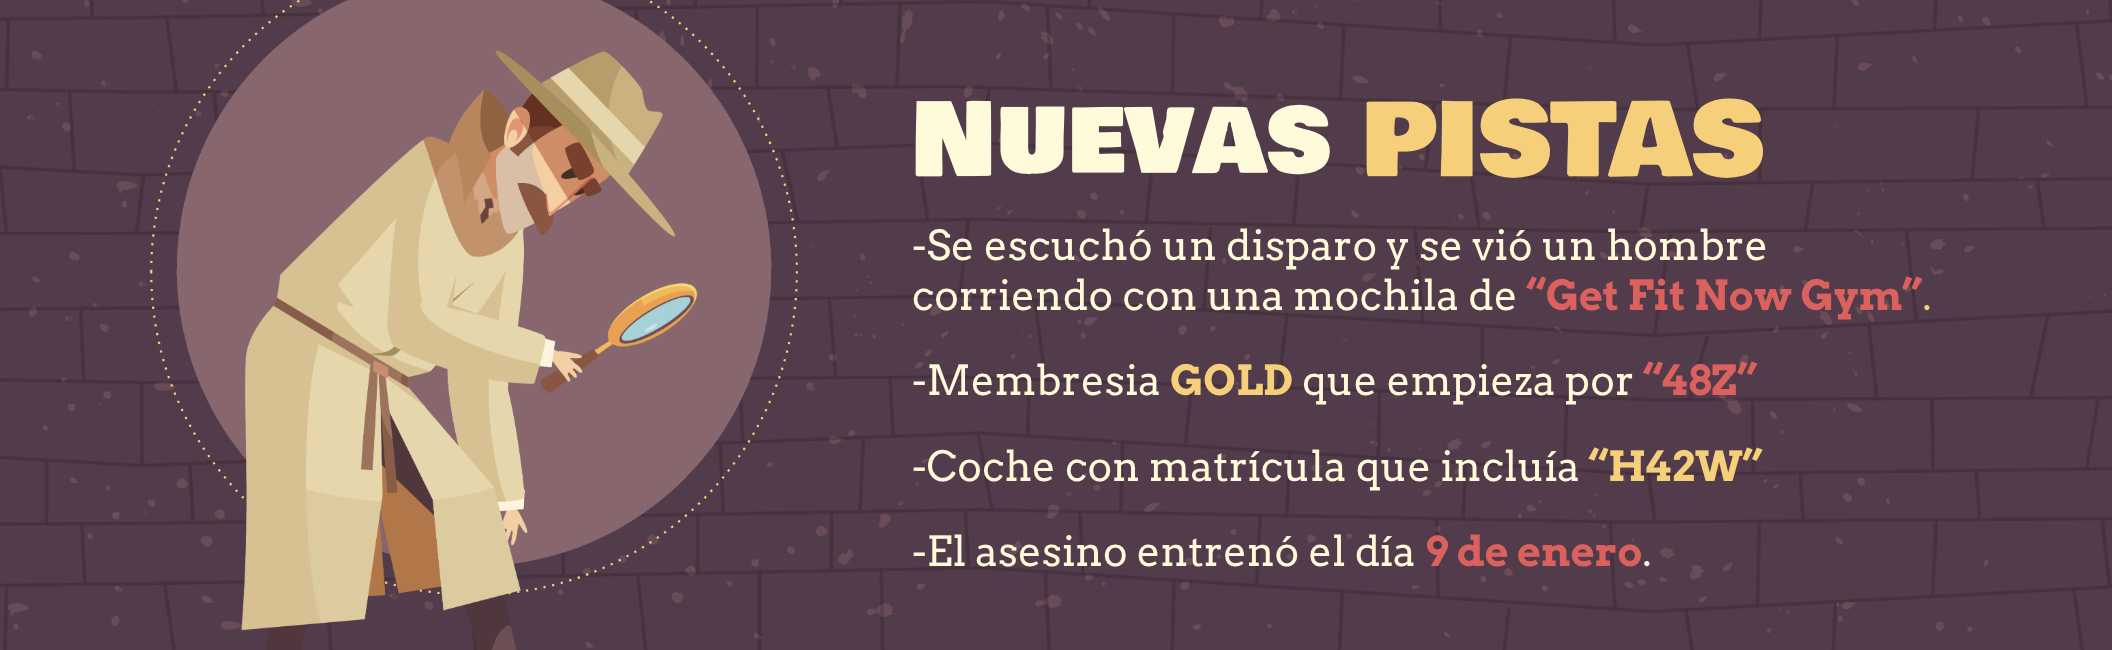 NUEVAS PISTAS
-Se escuchó un disparo y se vió un hombre
corriendo con una mochila de “Get Fit Now Gym”.
-Membresia GOLD que empieza por “48Z”
-Coche con matrícula que incluía “H42W”
-El asesino entrenó el día 9 de enero.